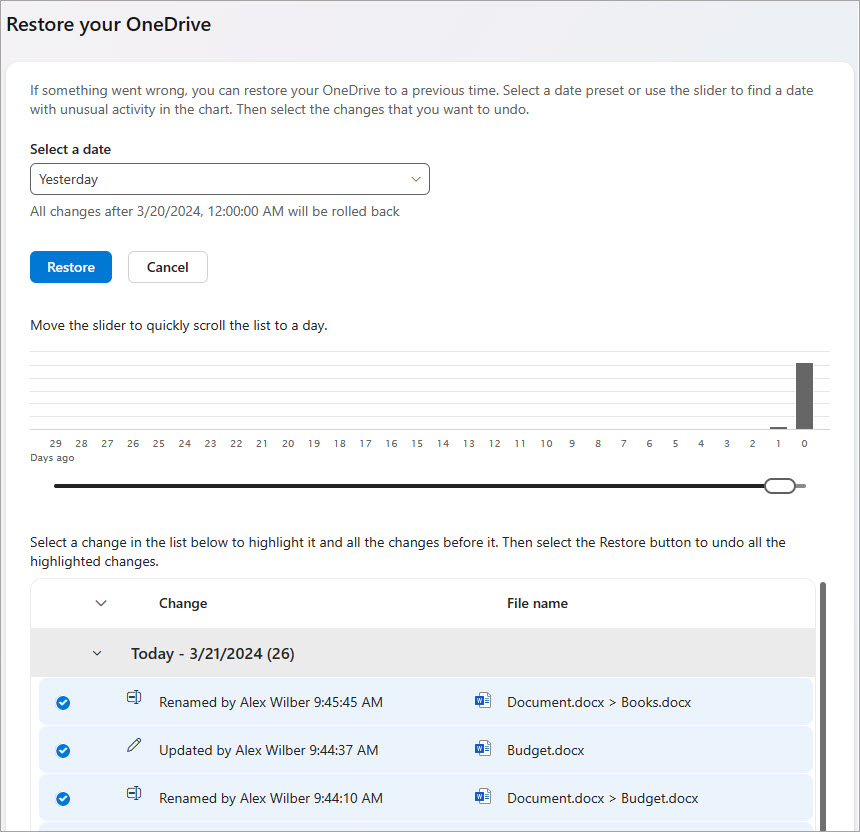 Restore your OneDrive
If something went wrong, you can restore your OneDrive to a previous time. Select a date preset or use the slider to find a date
with unusual activity in the chart. Then select the changes that you want to undo.
Select a date
Yesterday
All changes after 3/20/2024, 12:00:00 AM will be rolled back
Restore Cancel
Move the slider to quickly scroll the list to a day.
29 28 27 26 25 24 23 22 21 20 19 18 17 16 15 14 13 12 11 10 9 8 7 6 5 4 3 2 1 0
Days ago
Select a change in the list below to highlight it and all the changes before it. Then select the Restore button to undo all the
highlighted changes.
Change File name
Today - 3/21/2024 (26)
Renamed by Alex Wilber 9:45:45 AM Document.docx > Books.docx
Updated by Alex Wilber 9:44:37 AM Budget.docx
Renamed by Alex Wilber 9:44:10 AM Document.docx > Budget.docx